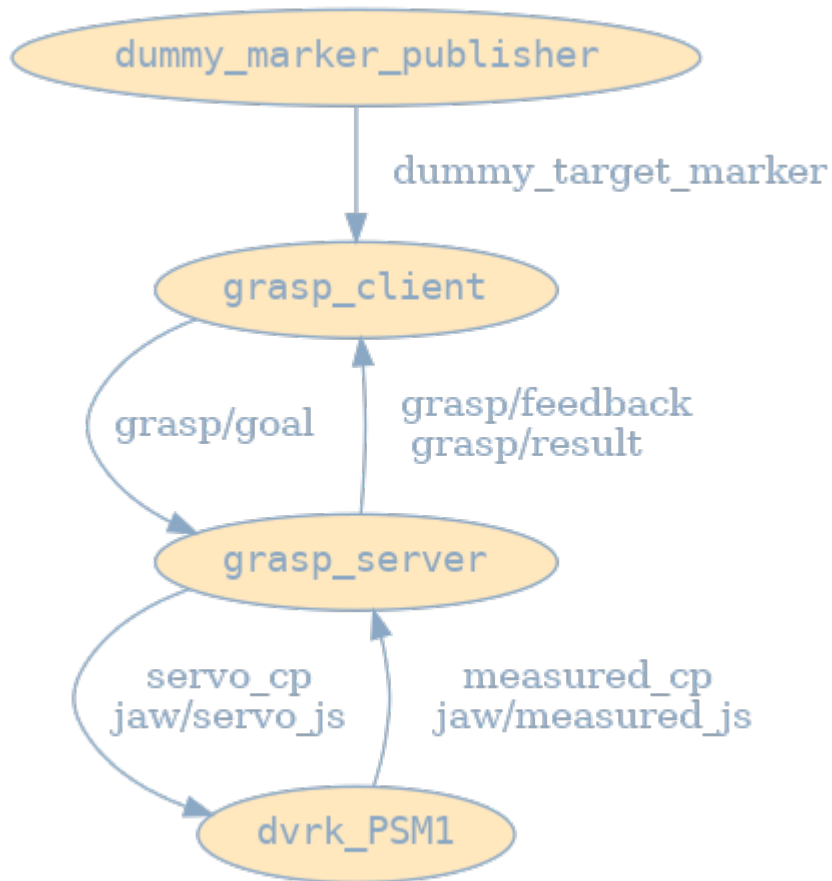 dummy_marker_publisher
dummy_target_marker
grasp_client
grasp/goal
grasp/feedback
grasp/result
grasp_server
servo_cp
jaw/servo_js
measured_cp
jaw/measured_js
dvrk_PSM1